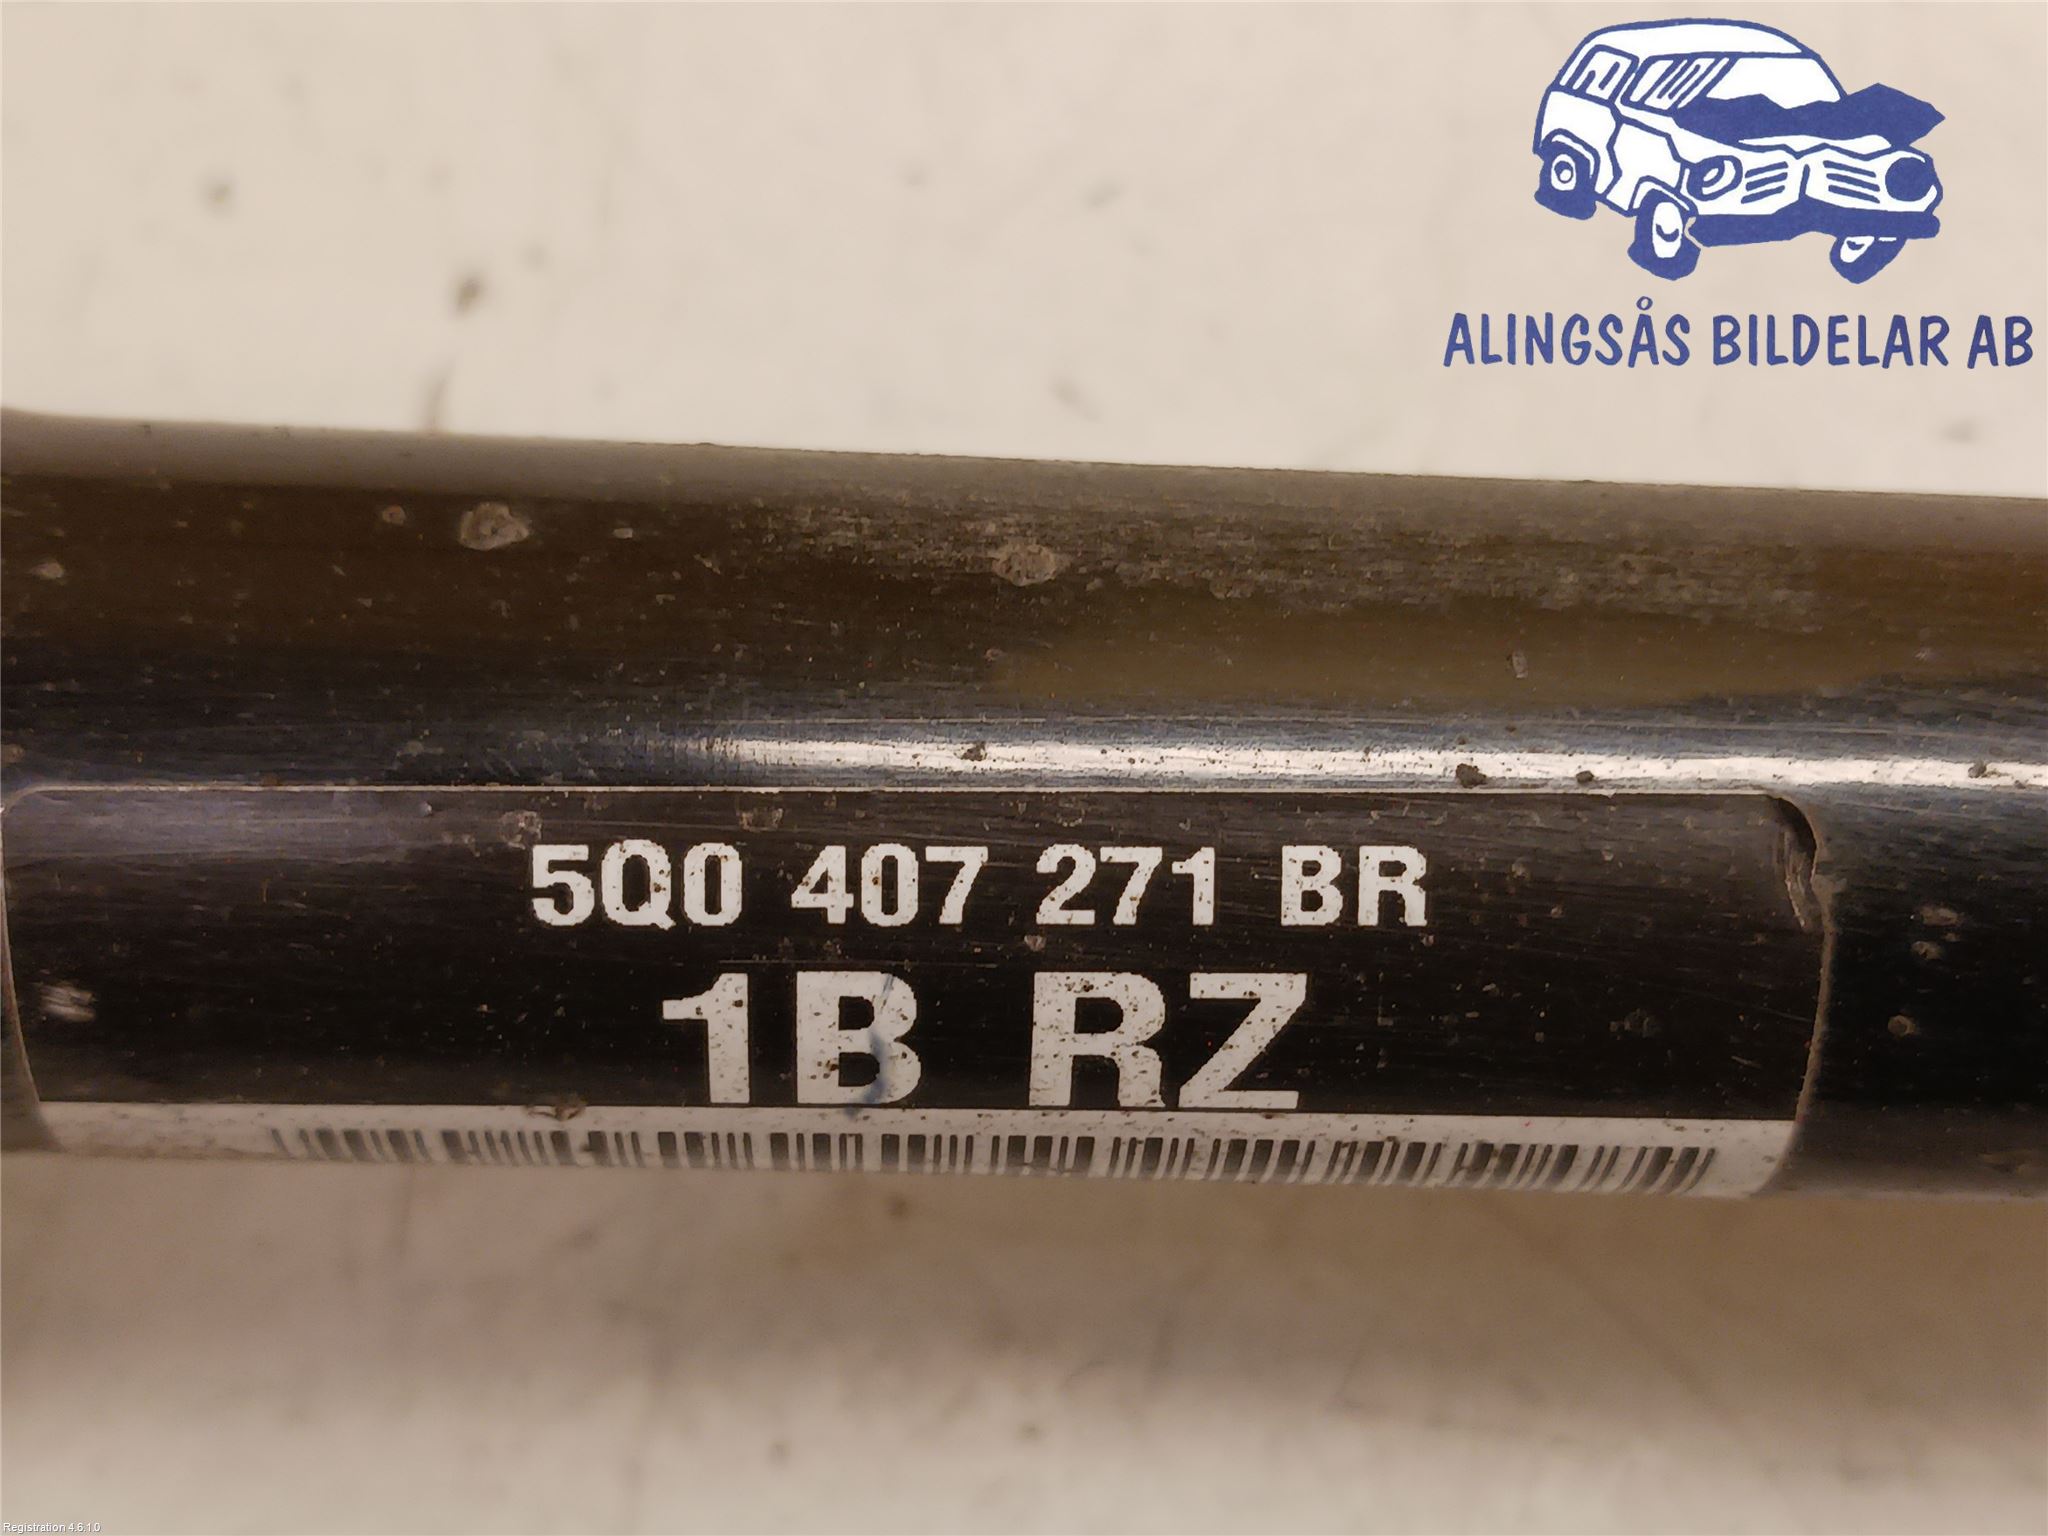 ALINGSÅS BILDELAR AB
5Q0 407 271 BR
1B RZ
Registration 4.6.1.0